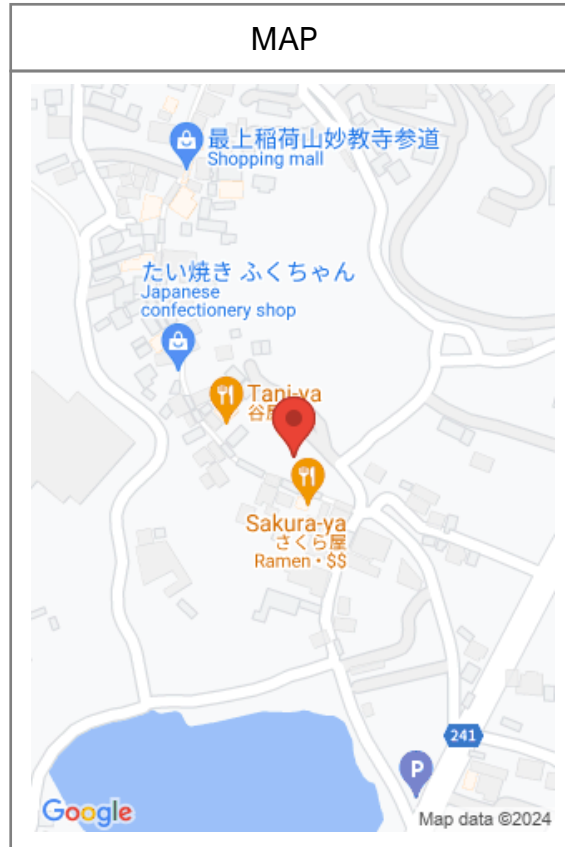 MAP
最上稲荷山妙教寺参道
Shopping mall
たい焼き ふくちゃん
Japanese
confectionery shop
Tani-ya
谷
Sakura-ya
さくら屋
Ramen・$$
241
P
Google
Map data ©2024